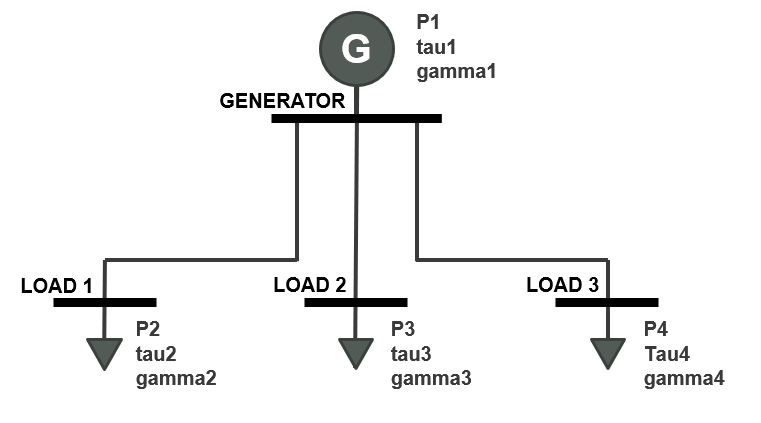 P1
tau1
gamma1
G
GENERATOR
LOAD 1
LOAD 2
LOAD 3
P2
tau2
gamma2
P3
tau3
gamma3
P4
Tau4
gamma4